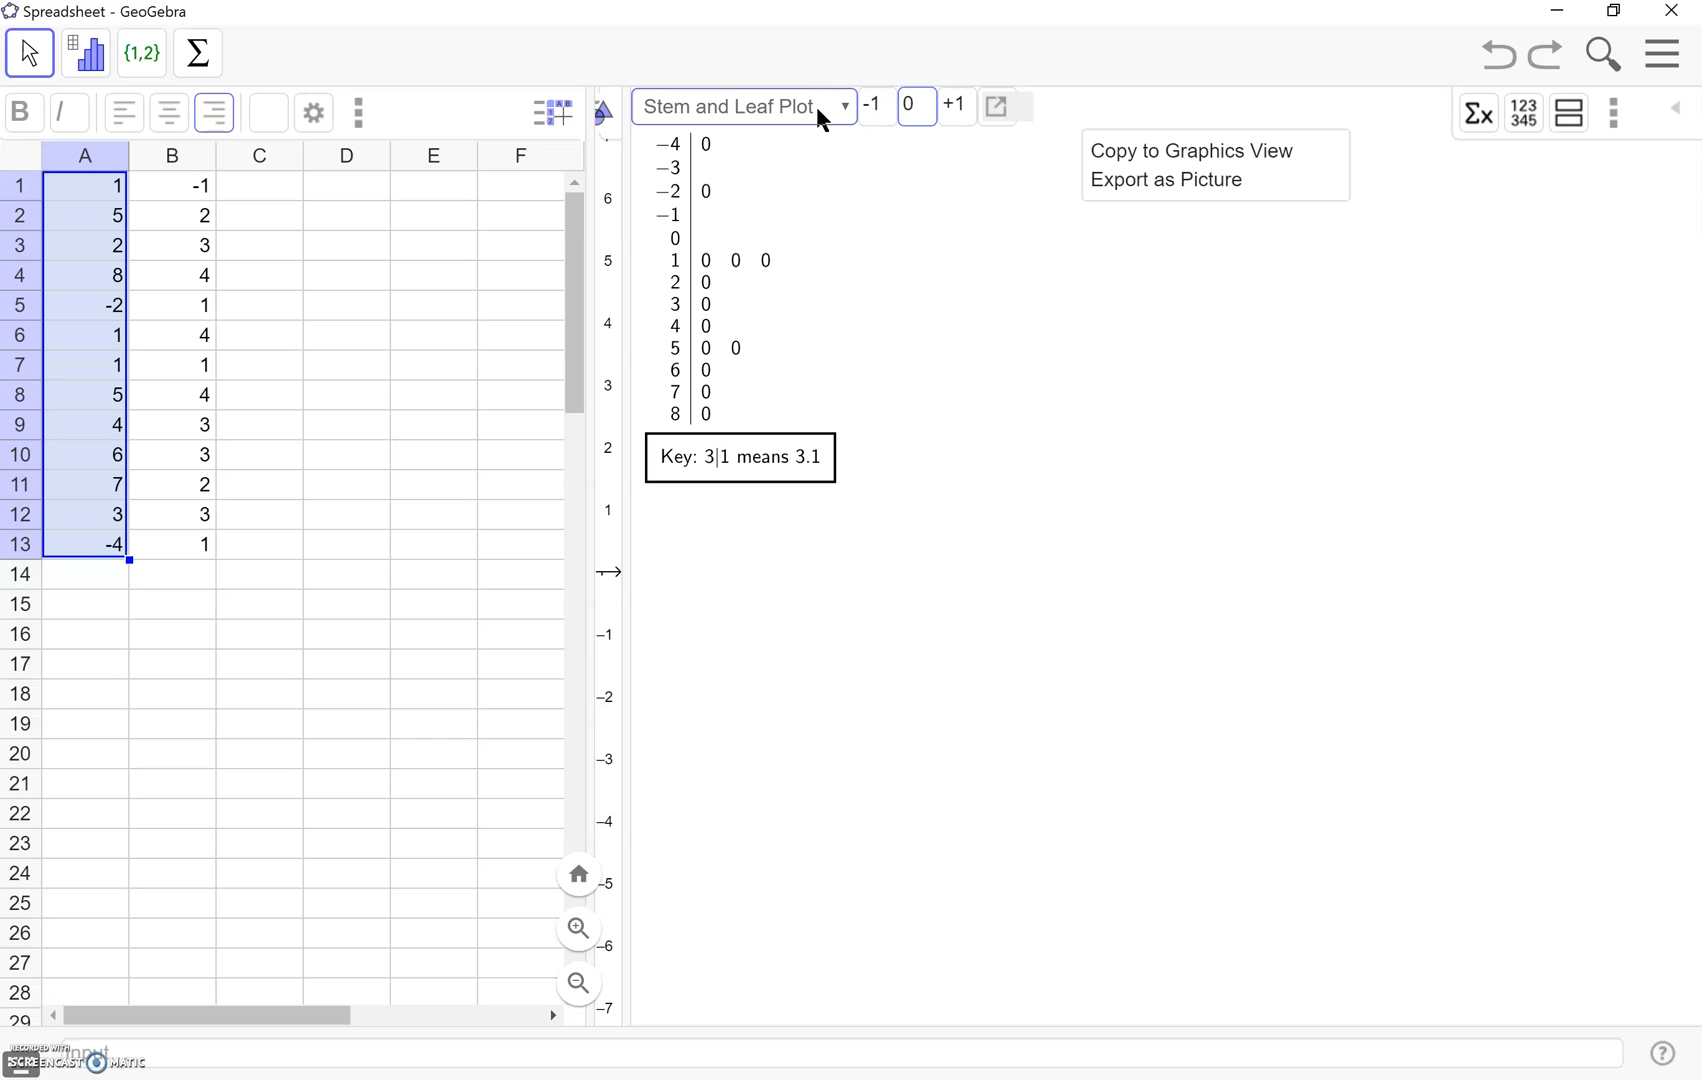 Spreadsheet - GeoGebra
{1,2} Σ
B I
Stem and Leaf Plot -1 0 +1
Σx 123 345
Copy to Graphics View
Export as Picture
A B C D E F
1 1 -1
2 5 2
3 2 3
4 8 4
5 -2 1
6 1 4
7 1 1
8 5 4
9 4 3
10 6 3
11 7 2
12 3 3
13 -4 1
14
15
16
17
18
19
20
21
22
23
24
25
26
27
28
29
6
5
4
3
2
1
–1
–2
–3
–4
–5
–6
–7
−4 0
−3
−2 0
−1
0
1 0 0 0
2 0
3 0
4 0
5 0 0
6 0
7 0
8 0
Key: 3|1 means 3.1
Input
RECORDED WITH
SCREENCAST MATIC
?